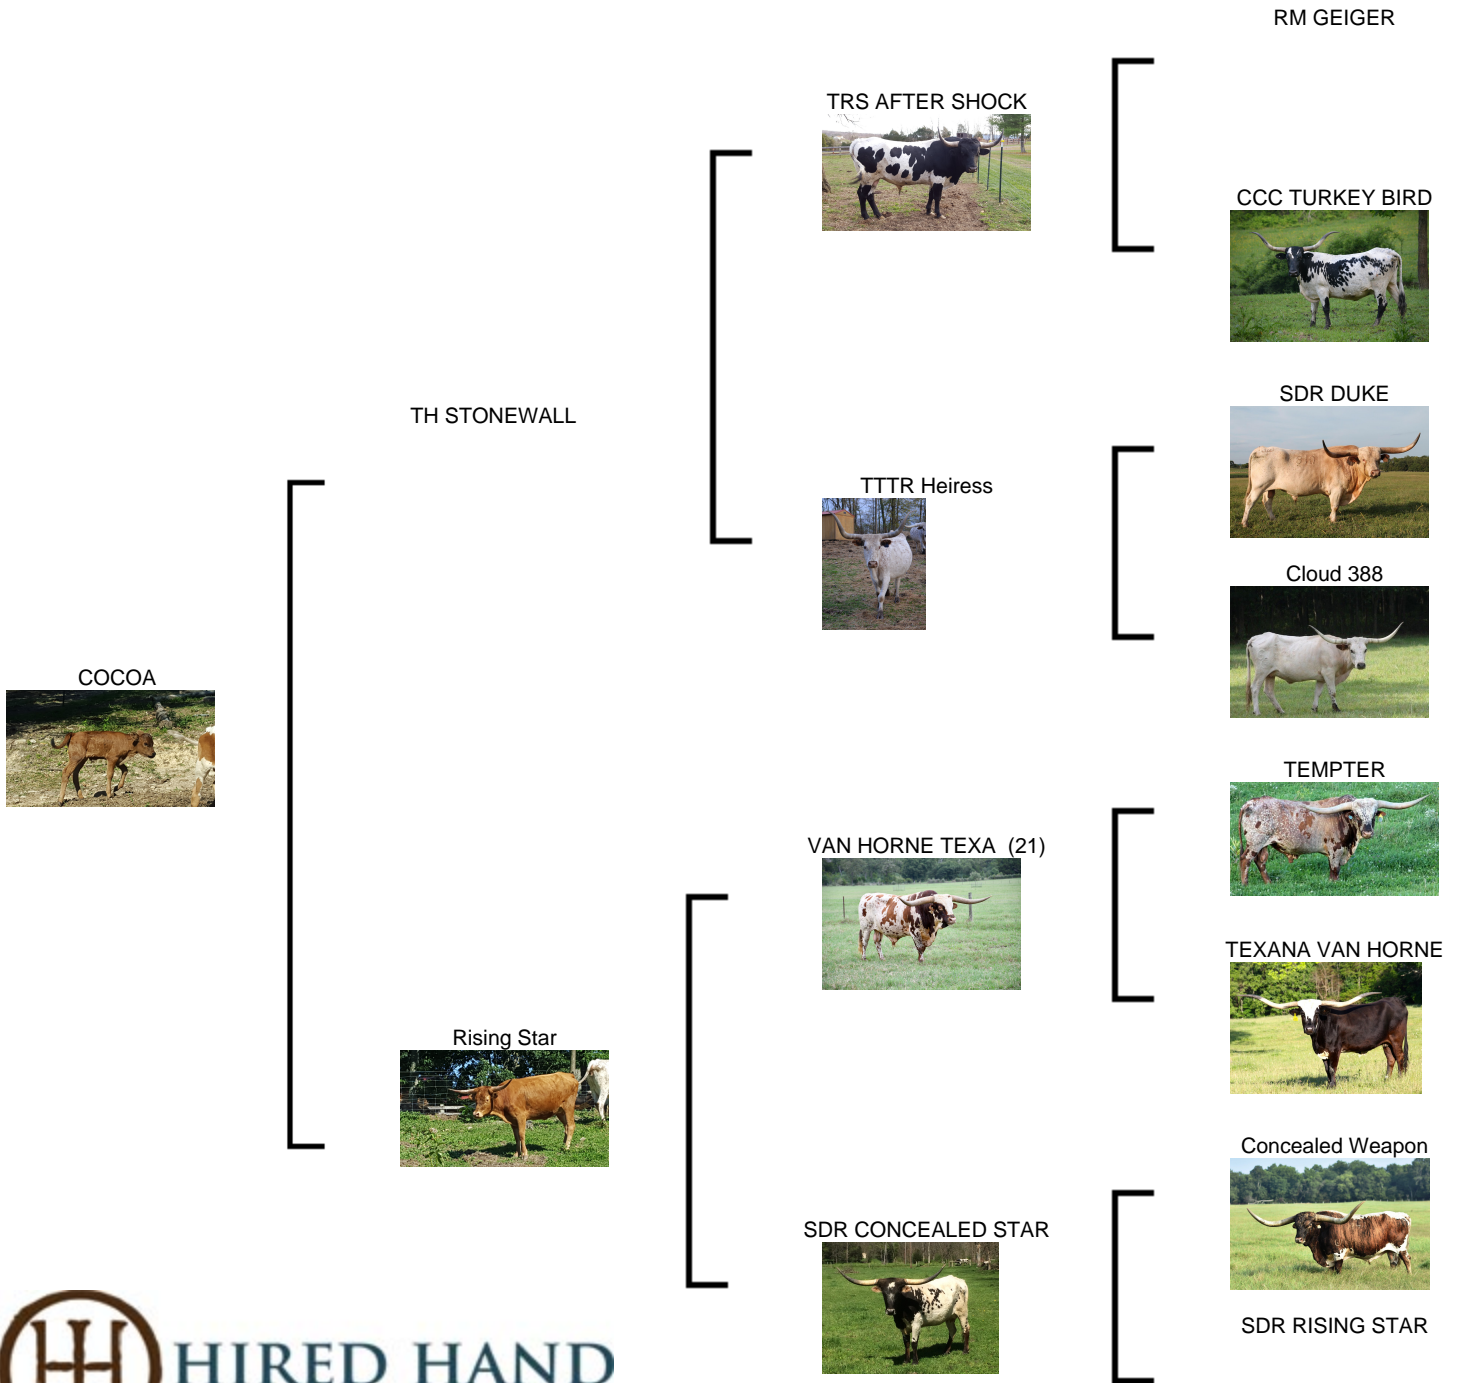 RM GEIGER
TRS AFTER SHOCK
CCC TURKEY BIRD
SDR DUKE
TH STONEWALL
TTTR Heiress
Cloud 388
COCOA
TEMPTER
VAN HORNE TEXA  (21)
TEXANA VAN HORNE
Rising Star
Concealed Weapon
SDR CONCEALED STAR
SDR RISING STAR
HIRED HAND